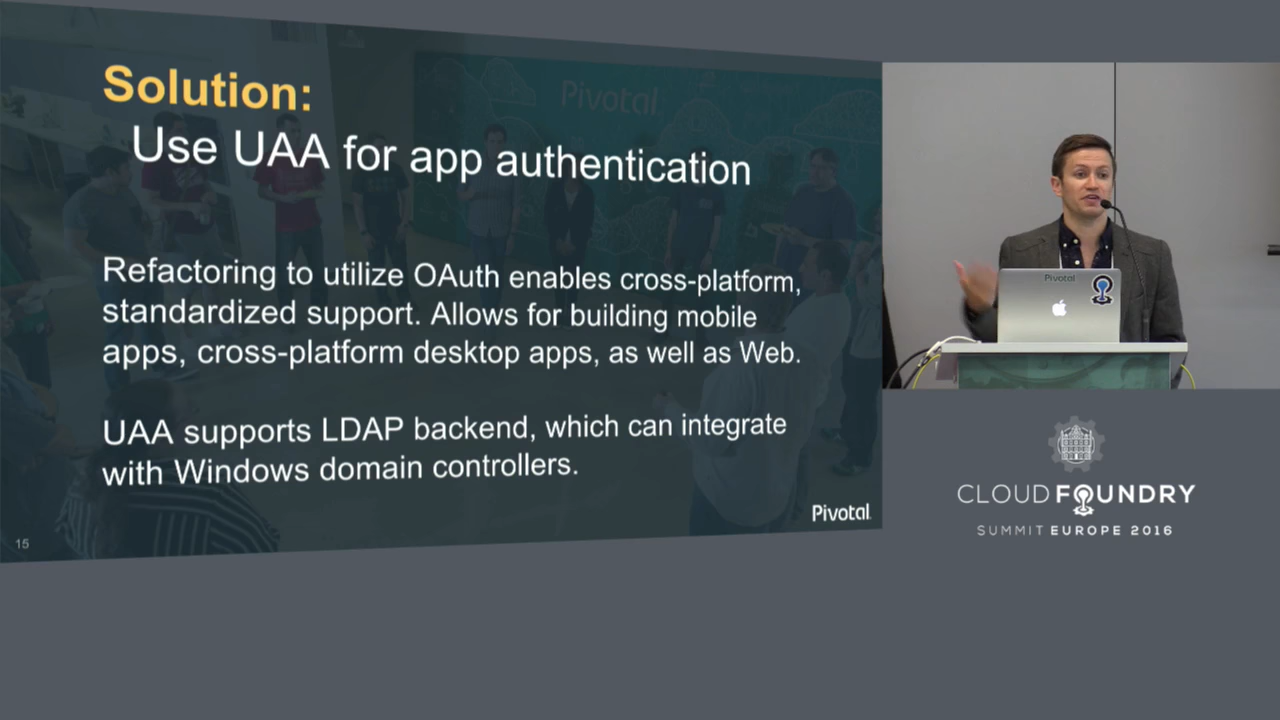 Solution:
Use UAA for app authentication
Refactoring to utilize OAuth enables cross-platform,
standardized support. Allows for building mobile
apps, cross-platform desktop apps, as well as Web.
UAA supports LDAP backend, which can integrate
with Windows domain controllers.
Pivotal
15
Pivotal
Pivotal
CLOUD FOUNDRY
SUMMIT EUROPE 2016